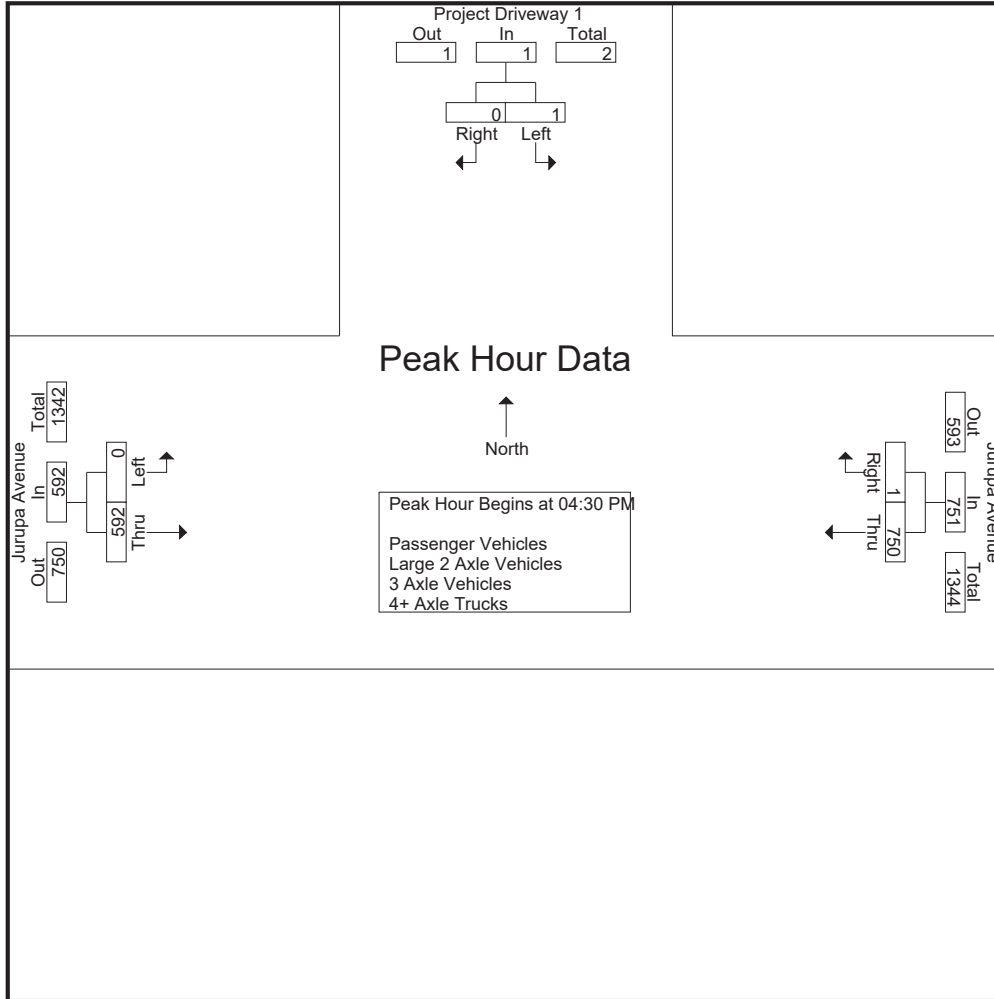 Project Driveway 1
Out In Total
1 1 2
0 1
Right Left
Peak Hour Data
North
Peak Hour Begins at 04:30 PM
Passenger Vehicles
Large 2 Axle Vehicles
3 Axle Vehicles
4+ Axle Trucks
Jurupa Avenue
Out In Total
750 592 1342
592 0
Thru Left
Jurupa Avenue
Out In Total
593 751 1344
1 750
Right Thru